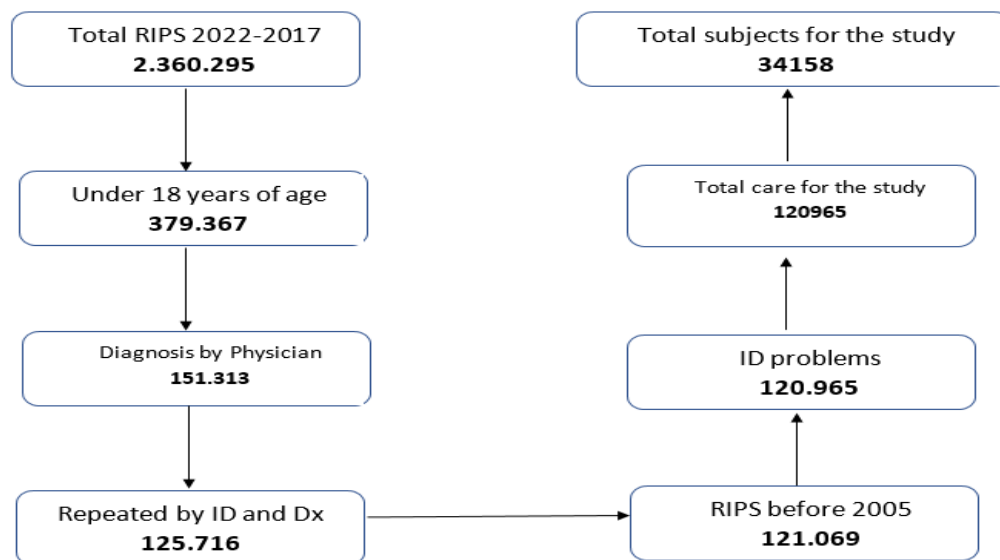 Total RIPS 2022-2017
2.360.295
Under 18 years of age
379.367
Diagnosis by Physician
151.313
Repeated by ID and Dx
125.716
RIPS before 2005
121.069
ID problems
120.965
Total care for the study
120965
Total subjects for the study
34158